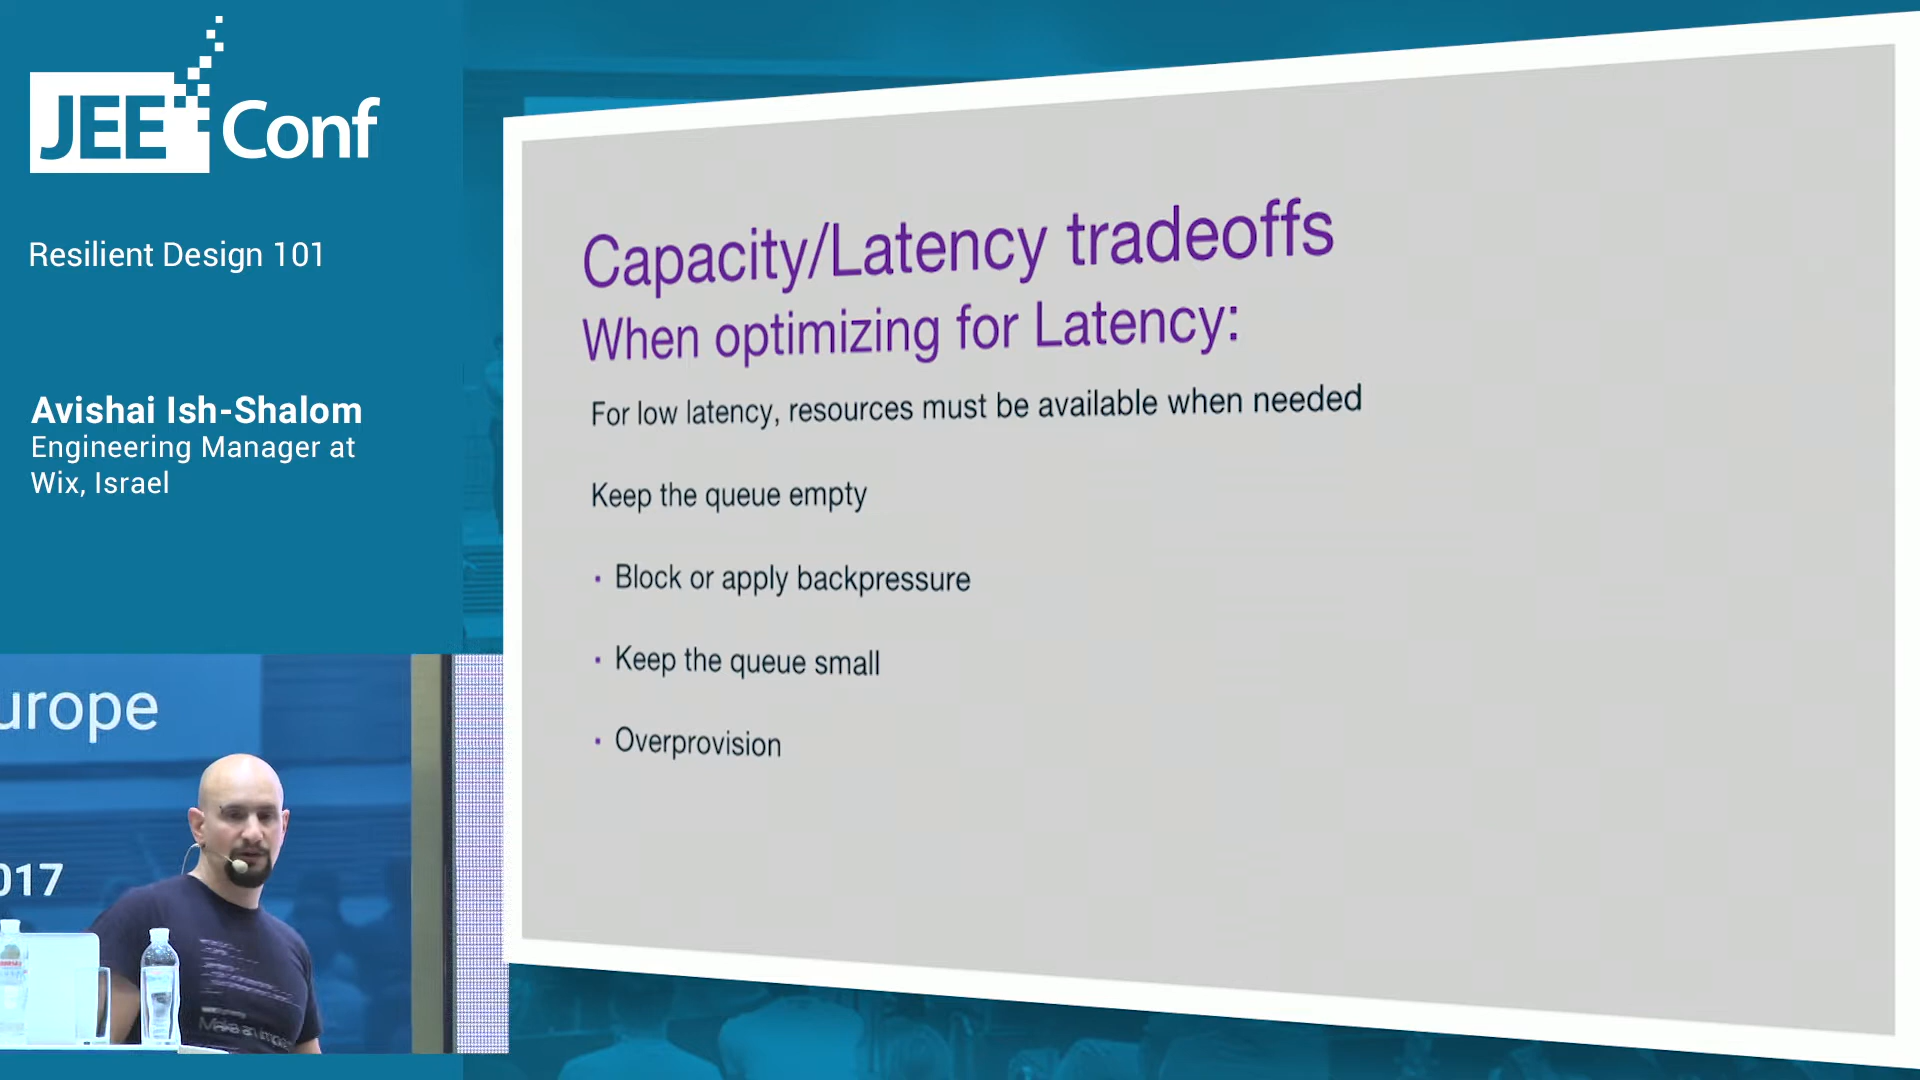 JEE Conf
Resilient Design 101
Avishai Ish-Shalom
Engineering Manager at
Wix, Israel
urope
017
Capacity/Latency tradeoffs
When optimizing for Latency:
For low latency, resources must be available when needed
Keep the queue empty
· Block or apply backpressure
· Keep the queue small
· Overprovision